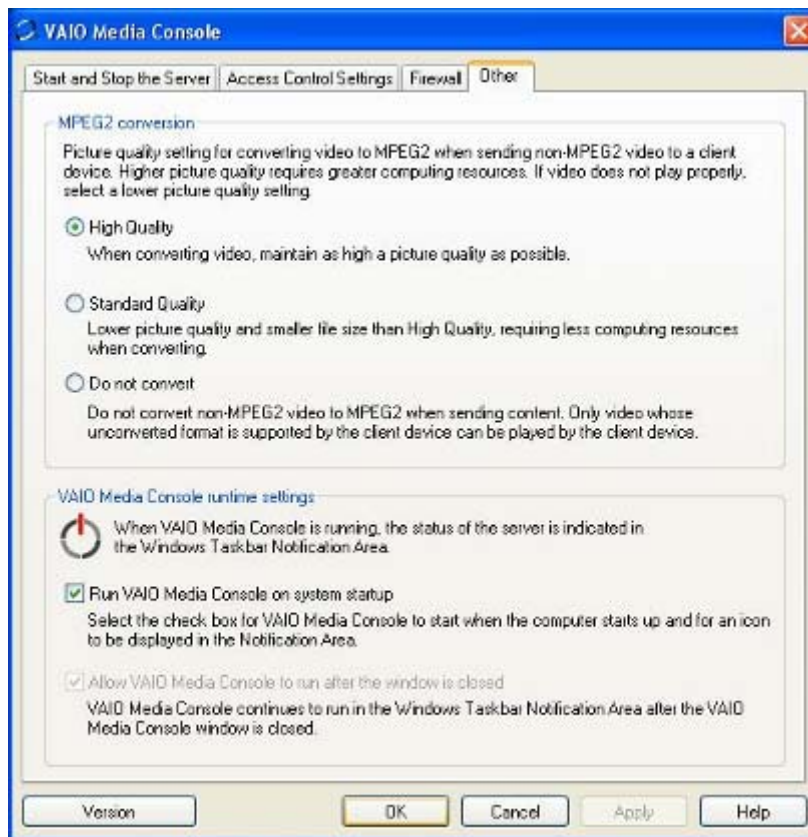 VAIO Media Console
Start and Stop the Server Access Control Settings Firewall Other
MPEG2 conversion
Picture quality setting for converting video to MPEG2 when sending non-MPEG2 video to a client
device. Higher picture quality requires greater computing resources. If video does not play properly,
select a lower picture quality setting.
High Quality
When converting video, maintain as high a picture quality as possible.
Standard Quality
Lower picture quality and smaller file size than High Quality, requiring less computing resources
when converting.
Do not convert
Do not convert non-MPEG2 video to MPEG2 when sending content. Only video whose
unconverted format is supported by the client device can be played by the client device.
VAIO Media Console runtime settings
When VAIO Media Console is running, the status of the server is indicated in
the Windows Taskbar Notification Area.
Run VAIO Media Console on system startup
Select the check box for VAIO Media Console to start when the computer starts up and for an icon
to be displayed in the Notification Area.
Allow VAIO Media Console to run after the window is closed
VAIO Media Console continues to run in the Windows Taskbar Notification Area after the VAIO
Media Console window is closed.
Version OK Cancel Apply Help